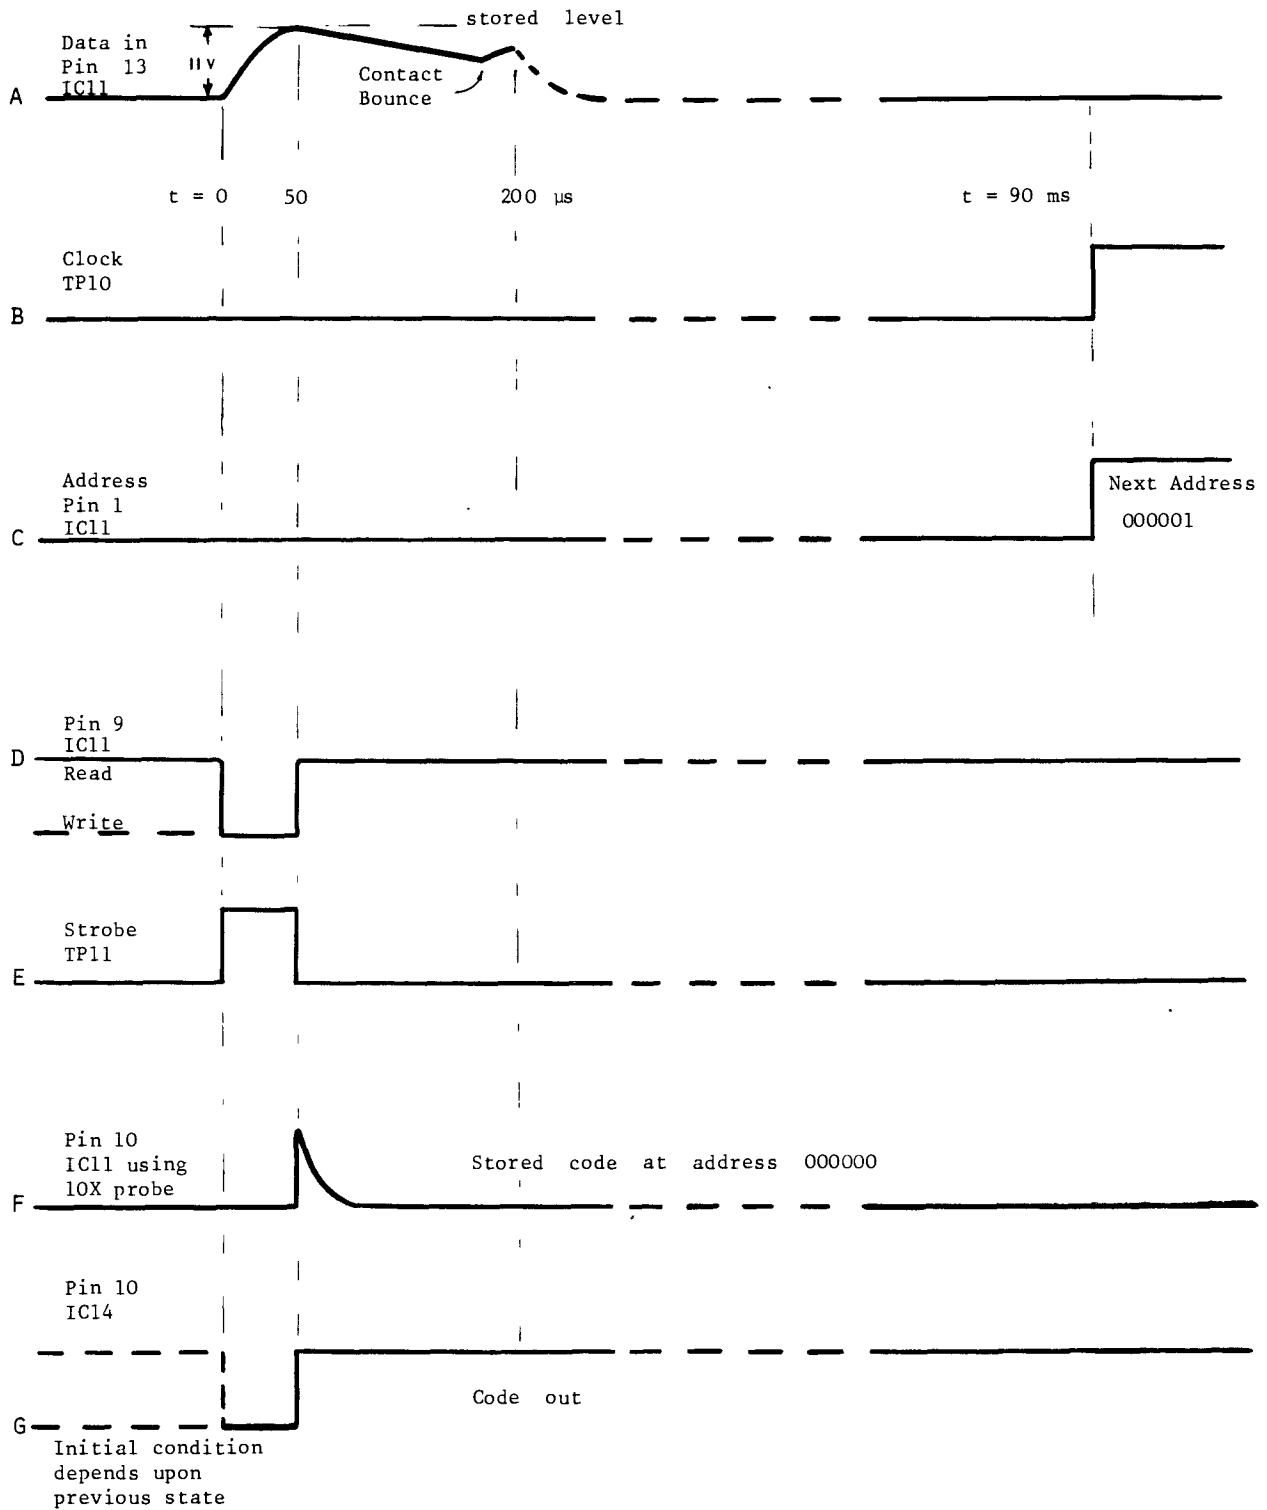 stored level
Data in
Pin 13
IC11
11 V
Contact
Bounce
A
t = 0
50
200 µs
t = 90 ms
Clock
TP10
B
Address
Pin 1
IC11
Next Address
000001
C
Pin 9
IC11
D
Read
Write
Strobe
TP11
E
Pin 10
IC11 using
10X probe
Stored code at address 000000
F
Pin 10
IC14
Code out
G
Initial condition
depends upon
previous state